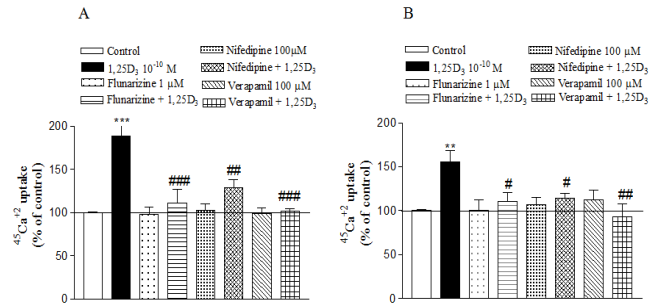 A
Control
1,25D₃ 10⁻¹⁰ M
Flunarizine 1 µM
Flunarizine + 1,25D₃
Nifedipine 100µM
Nifedipine + 1,25D₃
Verapamil 100 µM
Verapamil + 1,25D₃
⁴⁵Ca⁺² uptake
(% of control)
200
150
100
50
0
***
###
##
###
B
Control
1,25D₃ 10⁻¹⁰ M
Flunarizine 1 µM
Flunarizine + 1,25D₃
Nifedipine 100 µM
Nifedipine + 1,25D₃
Verapamil 100 µM
Verapamil + 1,25D₃
⁴⁵Ca⁺² uptake
(% of control)
200
150
100
50
0
**
#
#
##